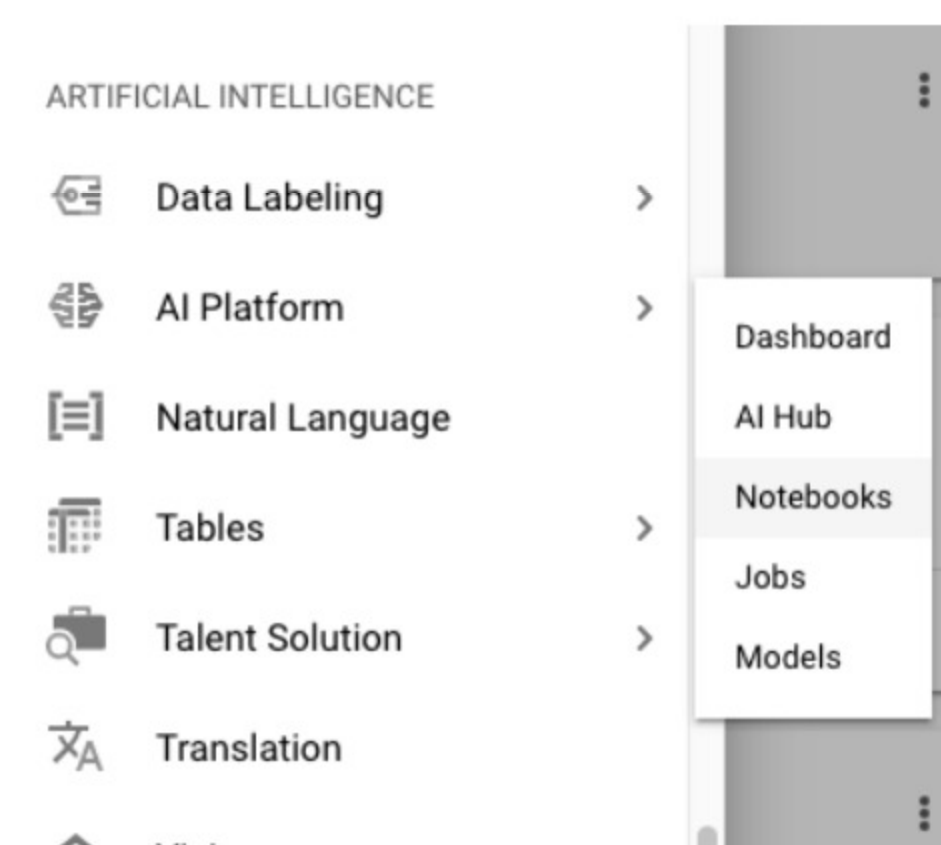 ARTIFICIAL INTELLIGENCE
Data Labeling
AI Platform
Natural Language
Tables
Talent Solution
Translation
Dashboard
AI Hub
Notebooks
Jobs
Models